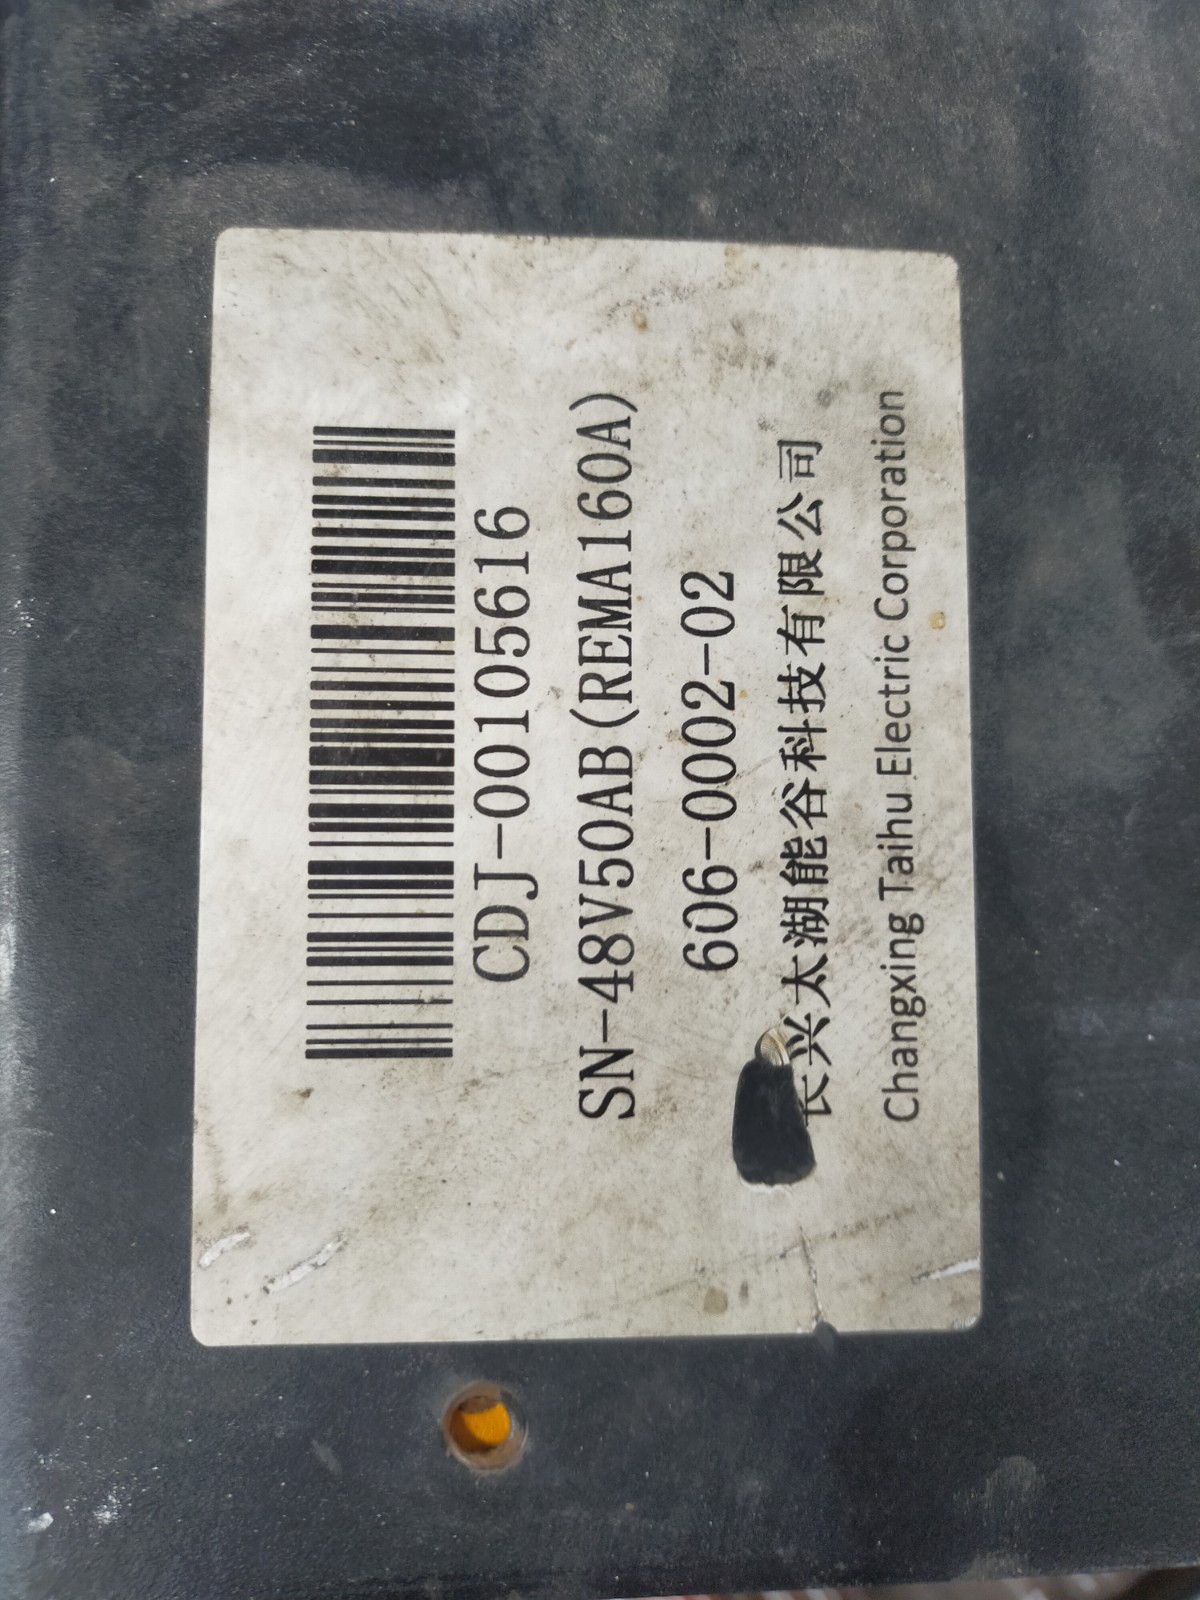 CDJ-00105616
SN-48V50AB(REMA160A)
606-0002-02
长兴太湖能谷科技有限公司
Changxing Taihu Electric Corporation